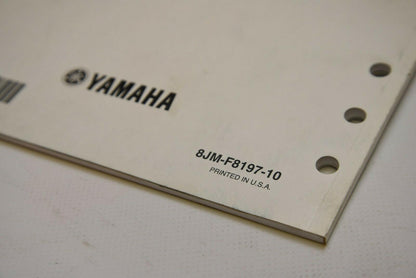 YAMAHA
8JM-F8197-10
PRINTED IN U.S.A.